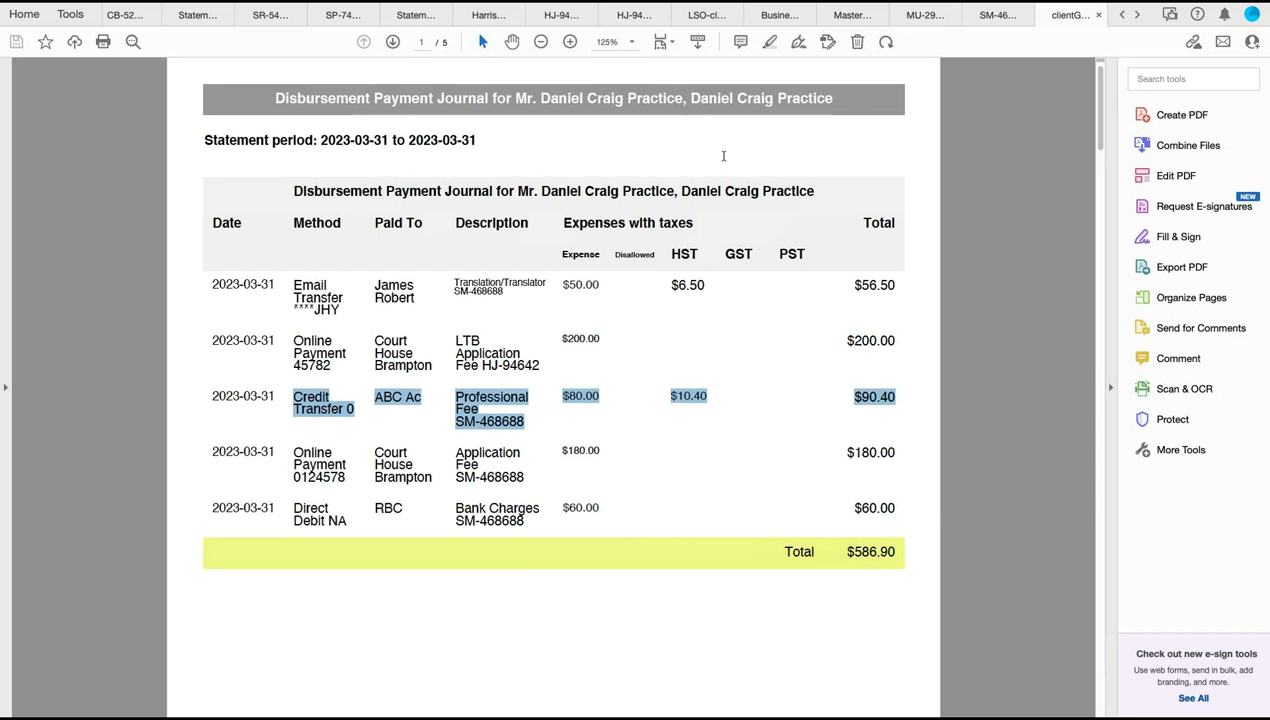 Home Tools CB-52... Statem... SR-54... SP-74... Statem... Harris... HJ-94... HJ-94... LSO-cl... Busine... Master... MU-29... SM-46... clientG... ×
1 / 5 125%
Disbursement Payment Journal for Mr. Daniel Craig Practice, Daniel Craig Practice
Statement period: 2023-03-31 to 2023-03-31
Disbursement Payment Journal for Mr. Daniel Craig Practice, Daniel Craig Practice
Date Method Paid To Description Expenses with taxes Total
Expense Disallowed HST GST PST
2023-03-31 Email James Translation/Translator $50.00 $6.50 $56.50
Transfer Robert SM-468688
****JHY
2023-03-31 Online Court LTB $200.00 $200.00
Payment House Application
45782 Brampton Fee HJ-94642
2023-03-31 Credit ABC Ac Professional $80.00 $10.40 $90.40
Transfer 0 Fee
SM-468688
2023-03-31 Online Court Application $180.00 $180.00
Payment House Fee
0124578 Brampton SM-468688
2023-03-31 Direct RBC Bank Charges $60.00 $60.00
Debit NA SM-468688
Total $586.90
Search tools
Create PDF
Combine Files
Edit PDF
NEW
Request E-signatures
Fill & Sign
Export PDF
Organize Pages
Send for Comments
Comment
Scan & OCR
Protect
More Tools
Check out new e-sign tools
Use web forms, send in bulk, add
branding, and more.
See All